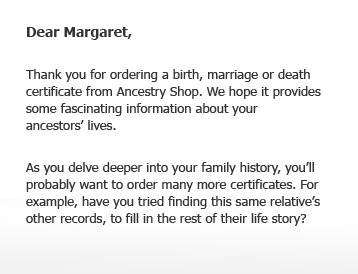 Dear Margaret,
Thank you for ordering a birth, marriage or death
certificate from Ancestry Shop. We hope it provides
some fascinating information about your
ancestors’ lives.
As you delve deeper into your family history, you’ll
probably want to order many more certificates. For
example, have you tried finding this same relative’s
other records, to fill in the rest of their life story?